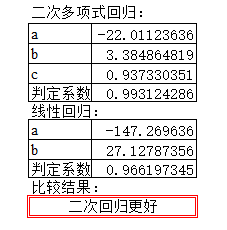 二次多项式回归：
a -22.01123636
b 3.384864819
c 0.937330351
判定系数 0.993124286
线性回归：
a -147.269636
b 27.12787356
判定系数 0.966197345
比较结果：
二次回归更好